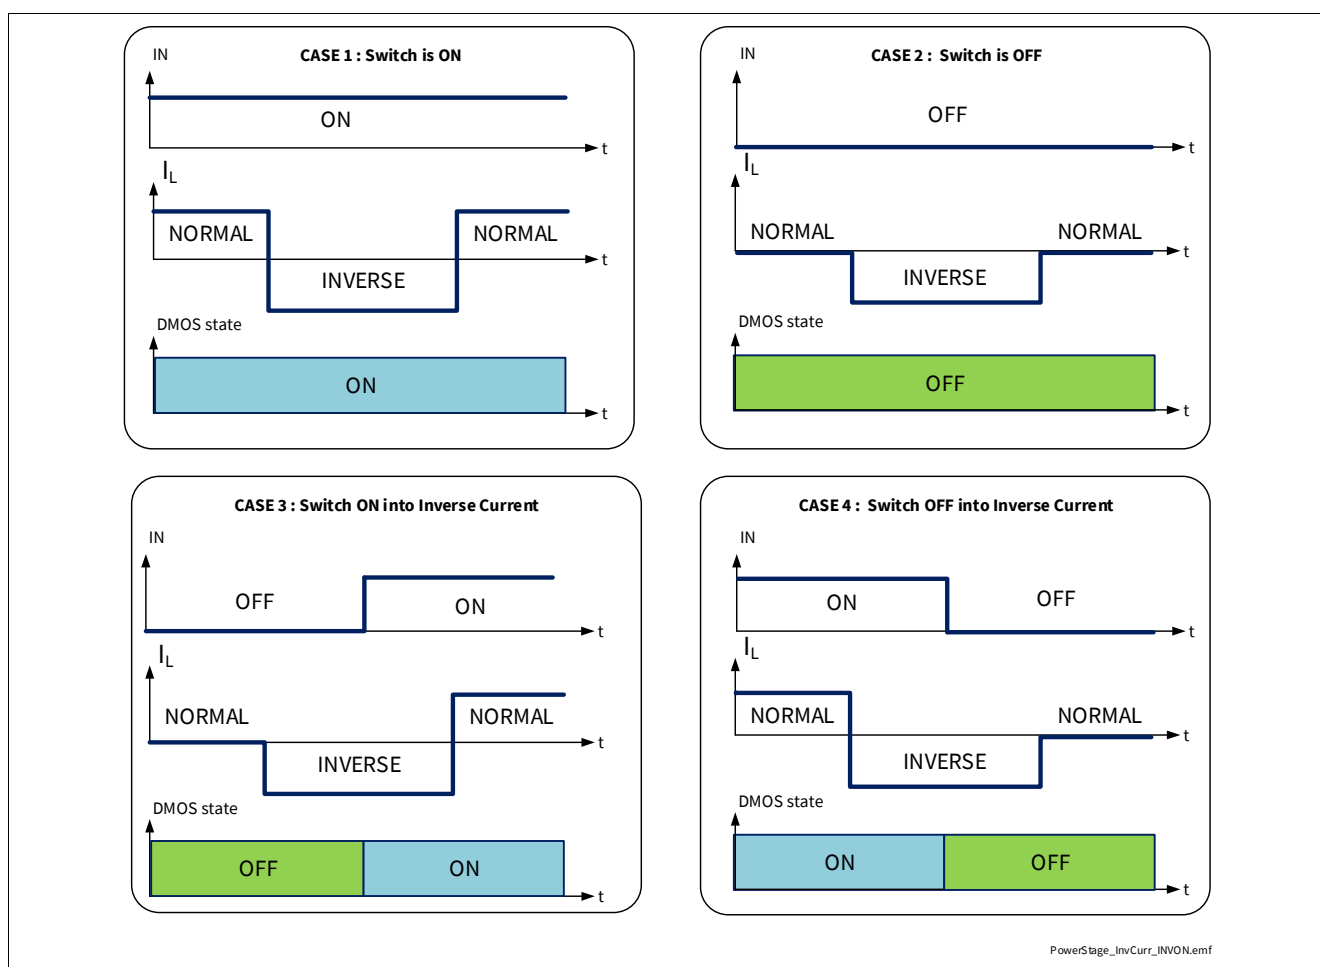 CASE 1 : Switch is ON
IN
ON
t
IL
NORMAL
NORMAL
INVERSE
t
DMOS state
ON
t
CASE 2 : Switch is OFF
IN
OFF
t
IL
NORMAL
NORMAL
INVERSE
t
DMOS state
OFF
t
CASE 3 : Switch ON into Inverse Current
IN
OFF
ON
t
IL
NORMAL
NORMAL
INVERSE
t
DMOS state
OFF
ON
t
CASE 4 : Switch OFF into Inverse Current
IN
ON
OFF
t
IL
NORMAL
NORMAL
INVERSE
t
DMOS state
ON
OFF
t
PowerStage_InvCurr_INVON.emf